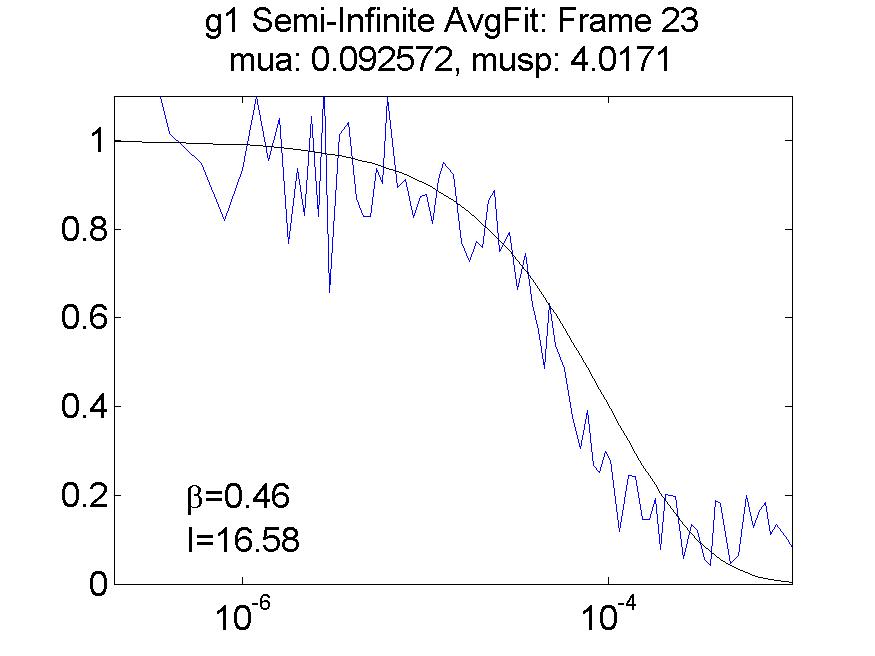 g1 Semi-Infinite AvgFit: Frame 23
mua: 0.092572, musp: 4.0171
1
0.8
0.6
0.4
0.2
0
β=0.46
I=16.58
10^-6
10^-4